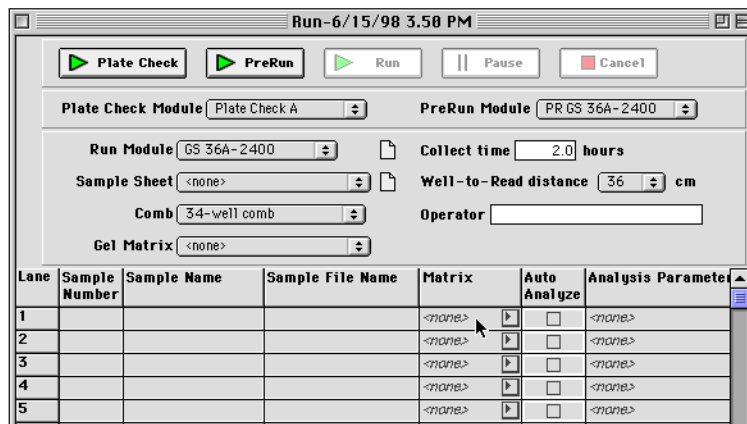 Run-6/15/98 3.50 PM
Plate Check PreRun Run Pause Cancel
Plate Check Module Plate Check A PreRun Module PR GS 36A-2400
Run Module GS 36A-2400 Collect time 2.0 hours
Sample Sheet <none> Well-to-Read distance 36 cm
Comb 34-well comb Operator
Gel Matrix <none>
Lane Sample Number Sample Name Sample File Name Matrix Auto Analyze Analysis Parameter
1 <none> <none>
2 <none> <none>
3 <none> <none>
4 <none> <none>
5 <none> <none>